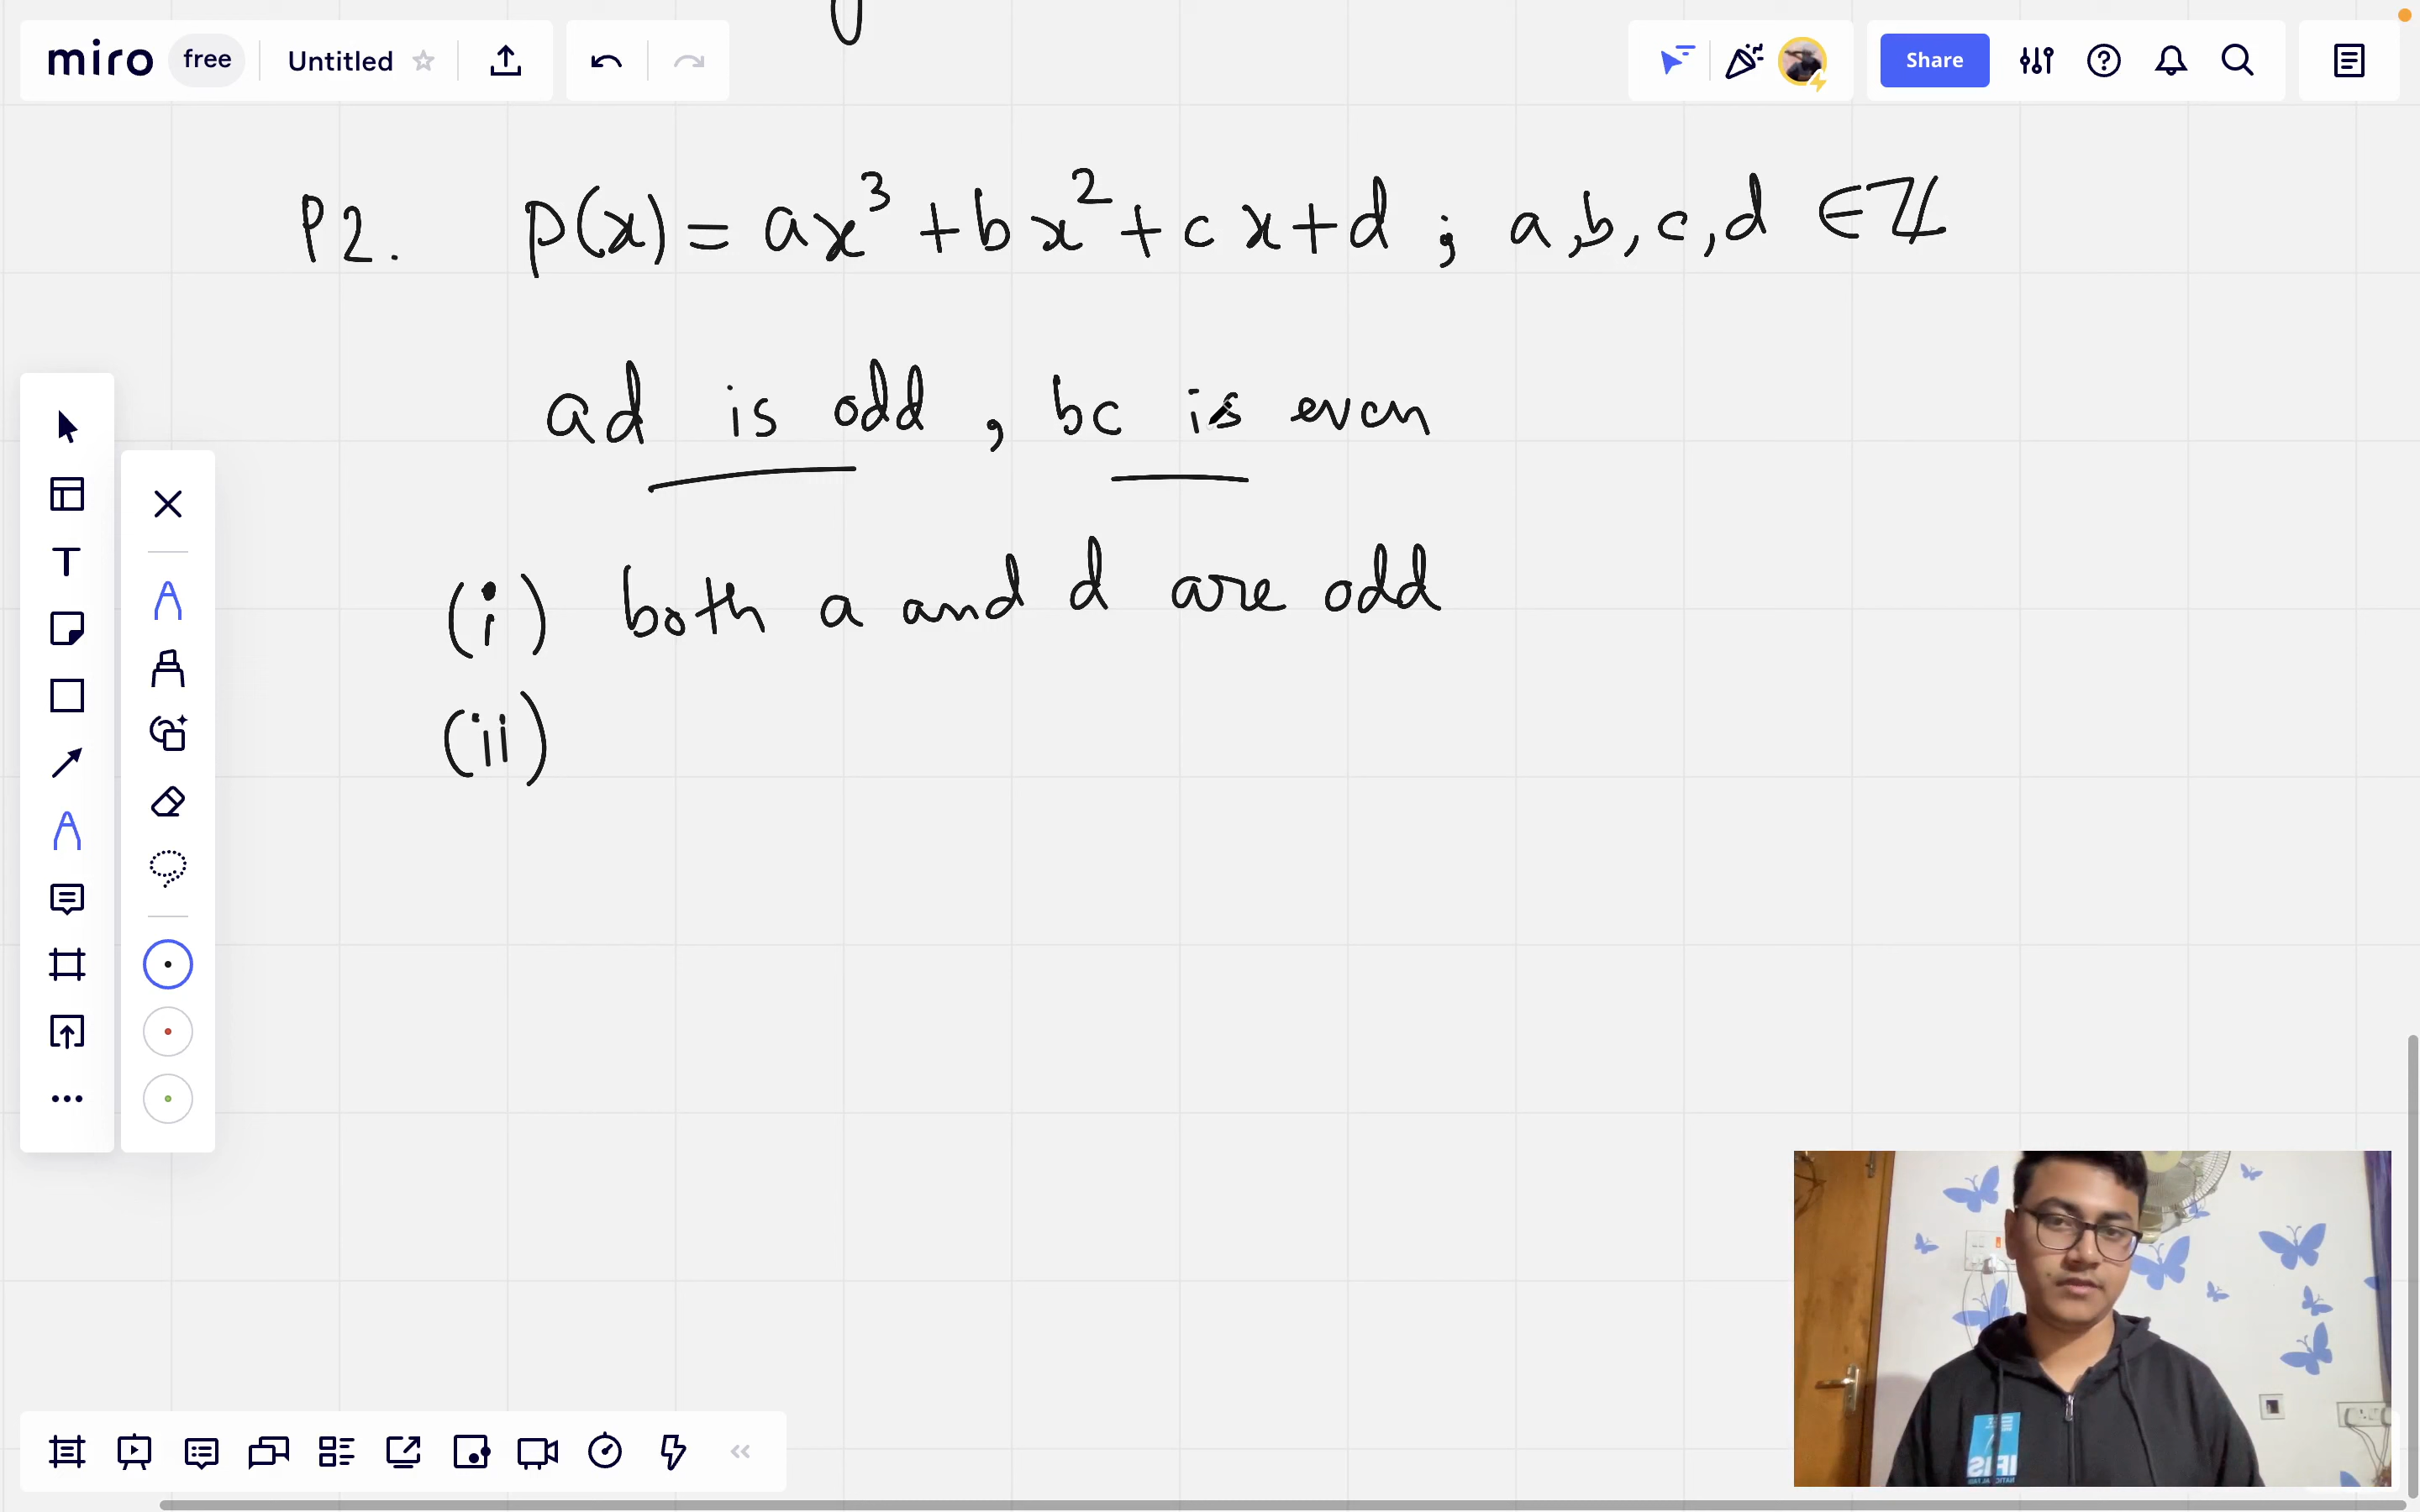 miro free Untitled Share
P2. p(x) = ax³ + bx² + cx + d ; a,b,c,d ∈ ℤ
ad is odd , bc is even
(i) both a and d are odd
(ii)